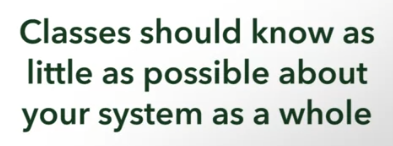 Classes should know as
little as possible about
your system as a whole